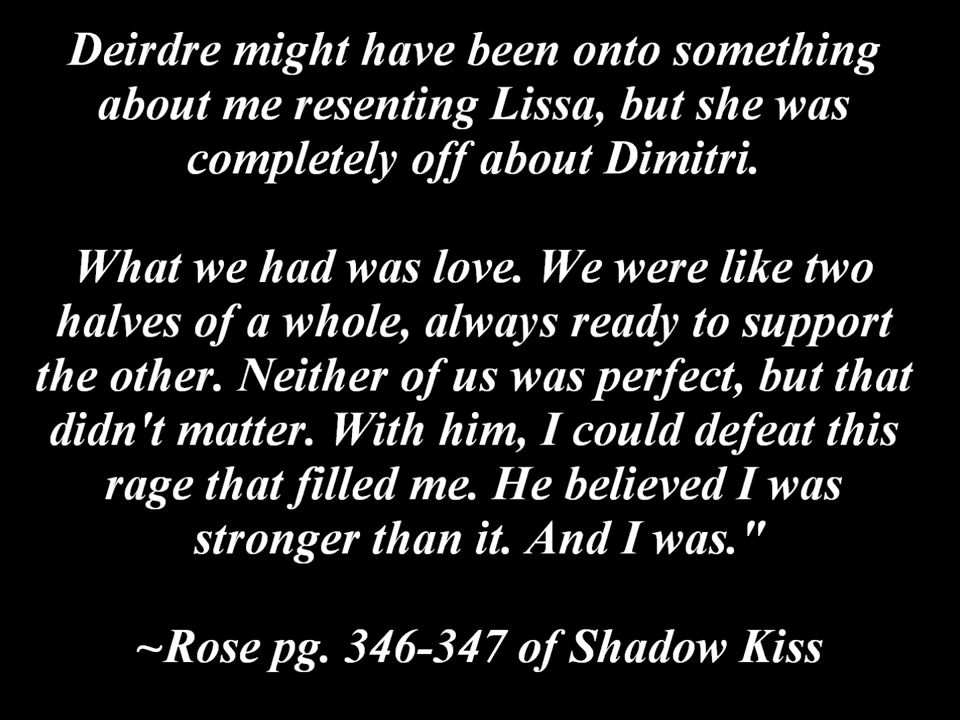 Deirdre might have been onto something
about me resenting Lissa, but she was
completely off about Dimitri.
What we had was love. We were like two
halves of a whole, always ready to support
the other. Neither of us was perfect, but that
didn't matter. With him, I could defeat this
rage that filled me. He believed I was
stronger than it. And I was."
~Rose pg. 346-347 of Shadow Kiss